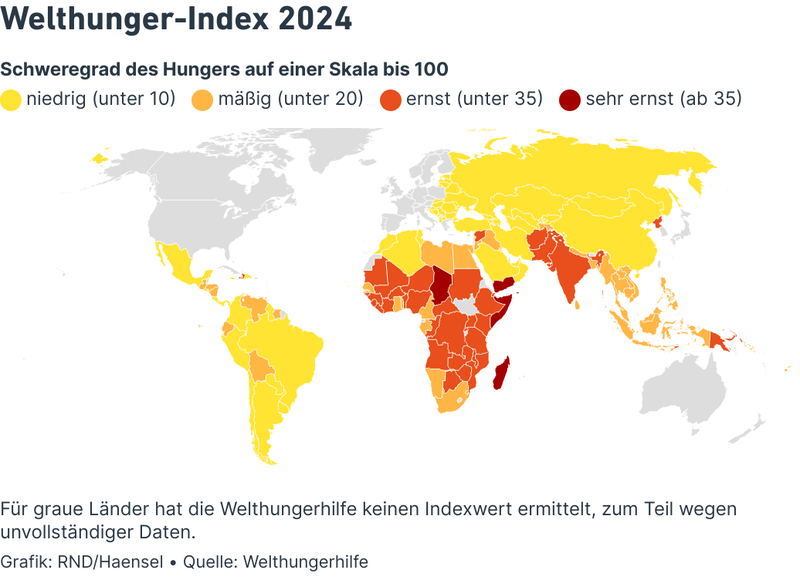 Welthunger-Index 2024
Schweregrad des Hungers auf einer Skala bis 100
niedrig (unter 10) mäßig (unter 20) ernst (unter 35) sehr ernst (ab 35)
Für graue Länder hat die Welthungerhilfe keinen Indexwert ermittelt, zum Teil wegen
unvollständiger Daten.
Grafik: RND/Haensel • Quelle: Welthungerhilfe